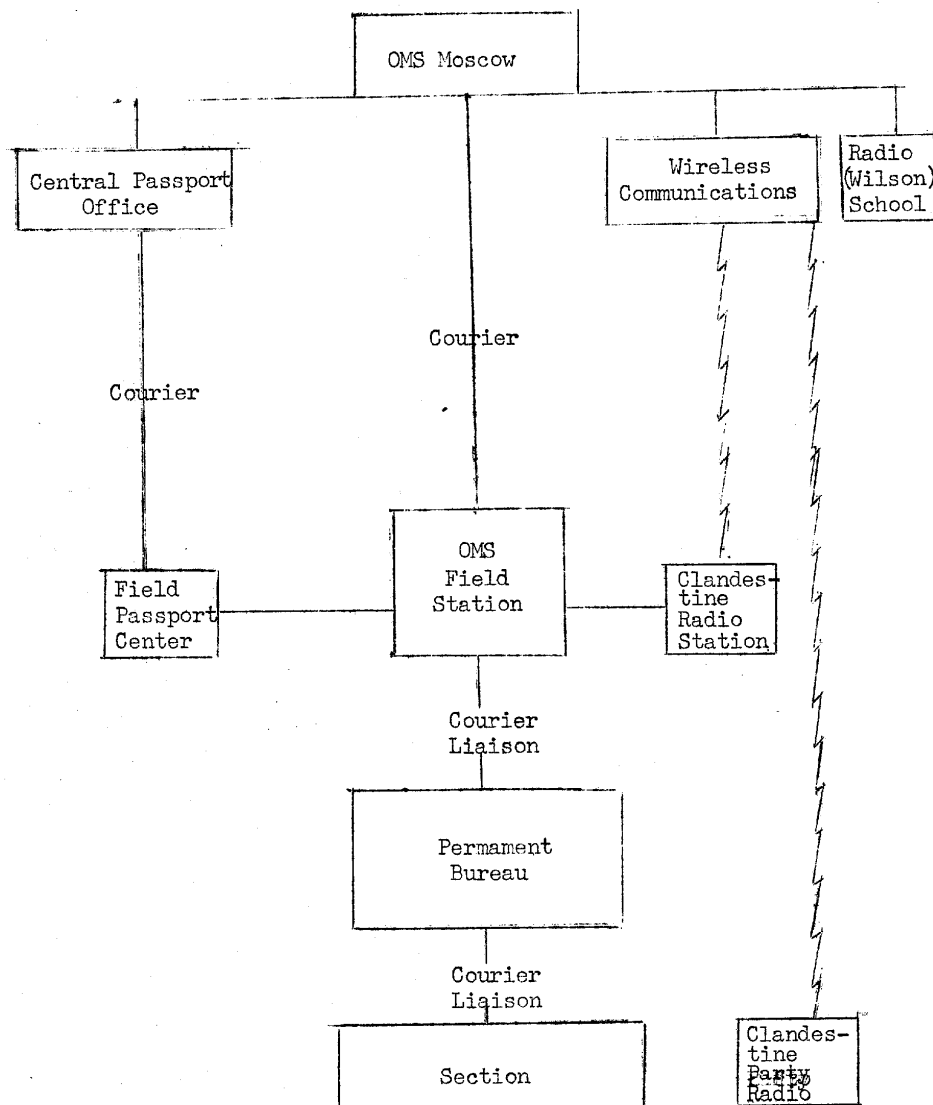 OMS Moscow
Central Passport
Office
Wireless
Communications
Radio
(Wilson)
School
Courier
Courier
Field
Passport
Center
OMS
Field
Station
Clandes-
tine
Radio
Station
Courier
Liaison
Permament
Bureau
Courier
Liaison
Section
Clandes-
tine
Party
Radio